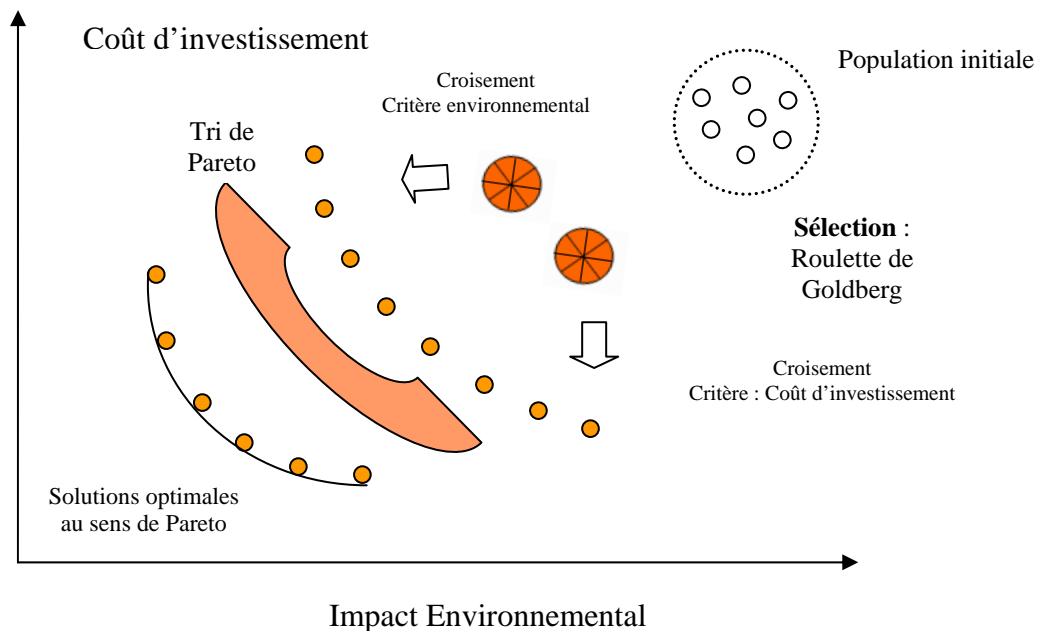 Coût d’investissement
Population initiale
Croisement
Critère environnemental
Tri de
Pareto
Sélection :
Roulette de
Goldberg
Croisement
Critère : Coût d’investissement
Solutions optimales
au sens de Pareto
Impact Environnemental